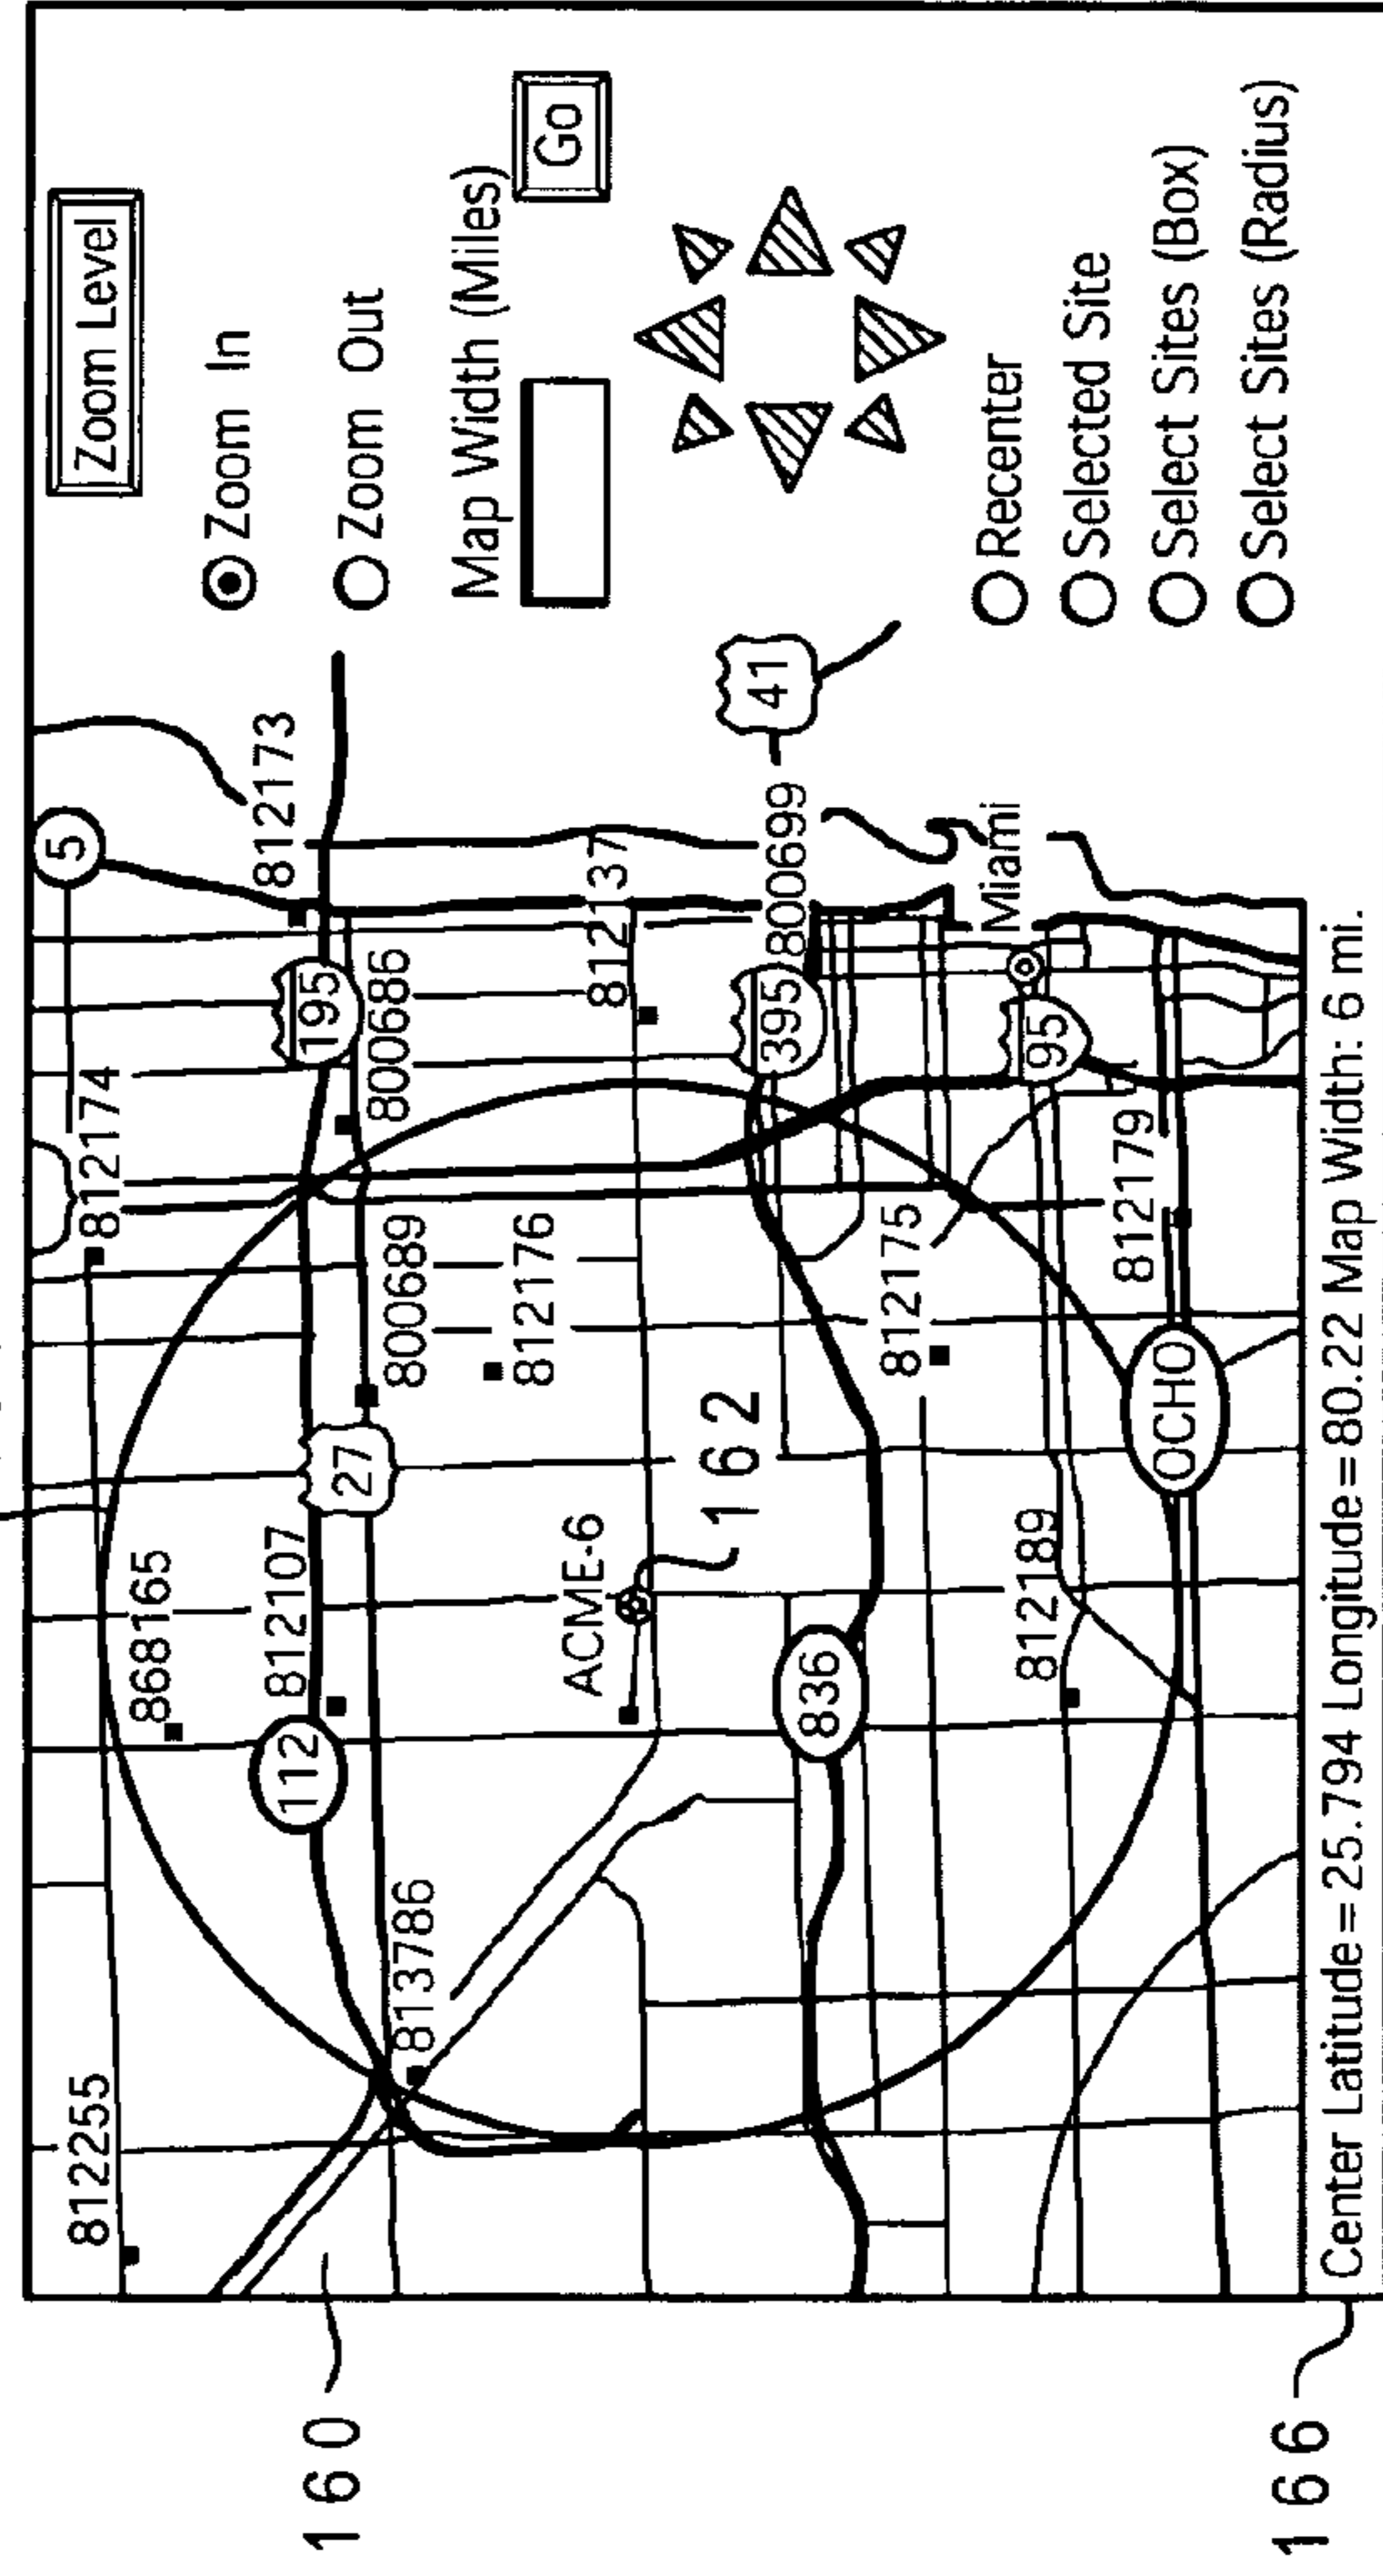 Zoom Level
5
812255
812174
868165
Zoom In
812173
112
812107
195
160
27
Zoom Out
813786
800689
800686
Map Width (Miles)
812176
Go
ACME-6
812137
162
836
395
800699
41
812175
Miami
Recenter
812189
95
Selected Site
812179
OCHO
Select Sites (Box)
Select Sites (Radius)
166
Center Latitude=25.794 Longitude=80.22 Map Width: 6 mi.